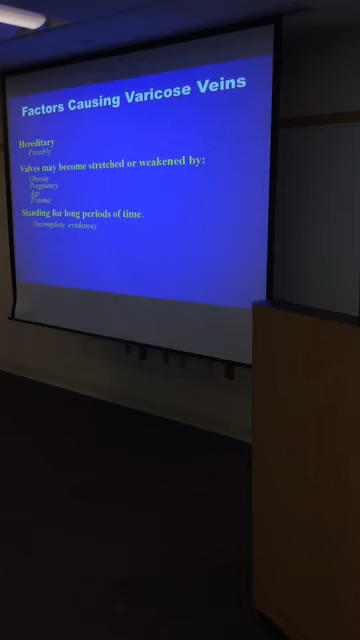 Factors Causing Varicose Veins
Hereditary
Possibly
Valves may become stretched or weakened by:
Obesity
Pregnancy
Age
Trauma
Standing for long periods of time.
(Incomplete evidence)